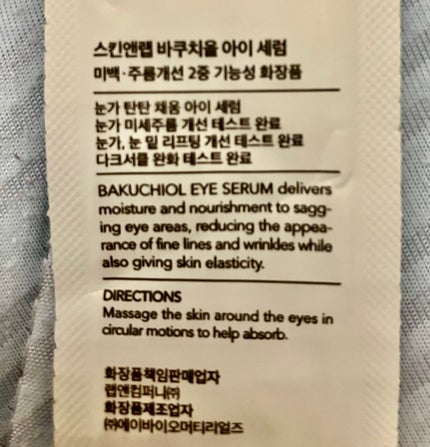 스킨앤랩 바쿠치올 아이 세럼
미백·주름개선 2중 기능성 화장품
눈가 탄탄 채움 아이 세럼
눈가 미세주름 개선 테스트 완료
눈가, 눈 밑 리프팅 개선 테스트 완료
다크서클 완화 테스트 완료
BAKUCHIOL EYE SERUM delivers
moisture and nourishment to sagg-
ing eye areas, reducing the appea-
rance of fine lines and wrinkles while
also giving skin elasticity.
DIRECTIONS
Massage the skin around the eyes in
circular motions to help absorb.
화장품책임판매업자
랩앤컴퍼니㈜
화장품제조업자
㈜에이바이오머티리얼즈